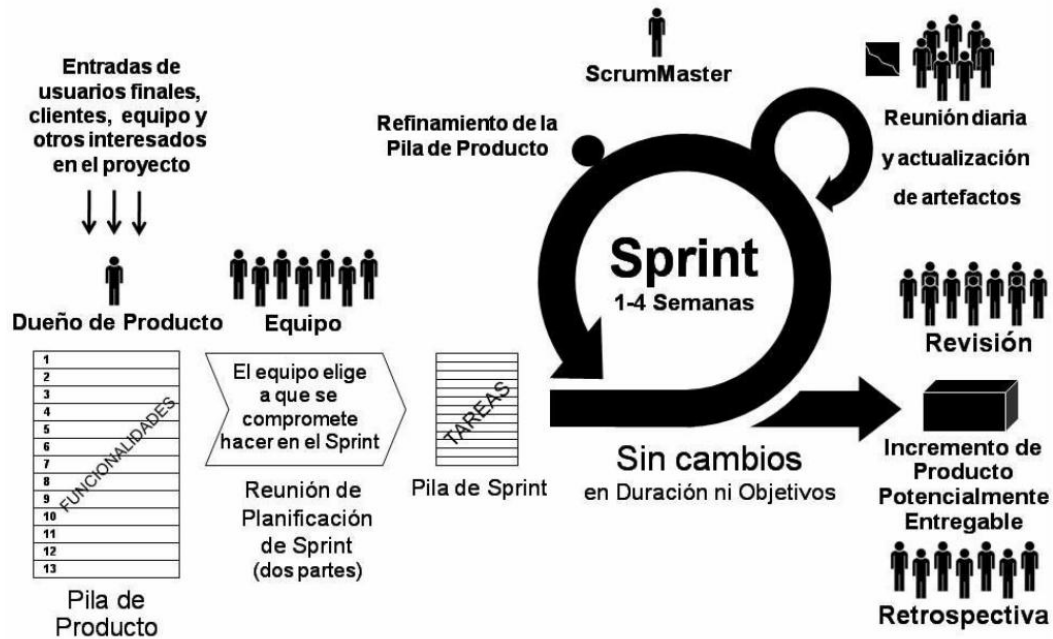 Entradas de
usuarios finales,
clientes, equipo y
otros interesados
en el proyecto
Dueño de Producto
1
2
3
4
5
6
7
8
9
10
11
12
13
FUNCIONALIDADES
Pila de
Producto
Equipo
El equipo elige
a que se
compromete
hacer en el Sprint
Reunión de
Planificación
de Sprint
(dos partes)
TAREAS
Pila de Sprint
ScrumMaster
Refinamiento de la
Pila de Producto
Sprint
1-4 Semanas
Sin cambios
en Duración ni Objetivos
Reunión diaria
y actualización
de artefactos
Revisión
Incremento de
Producto
Potencialmente
Entregable
Retrospectiva